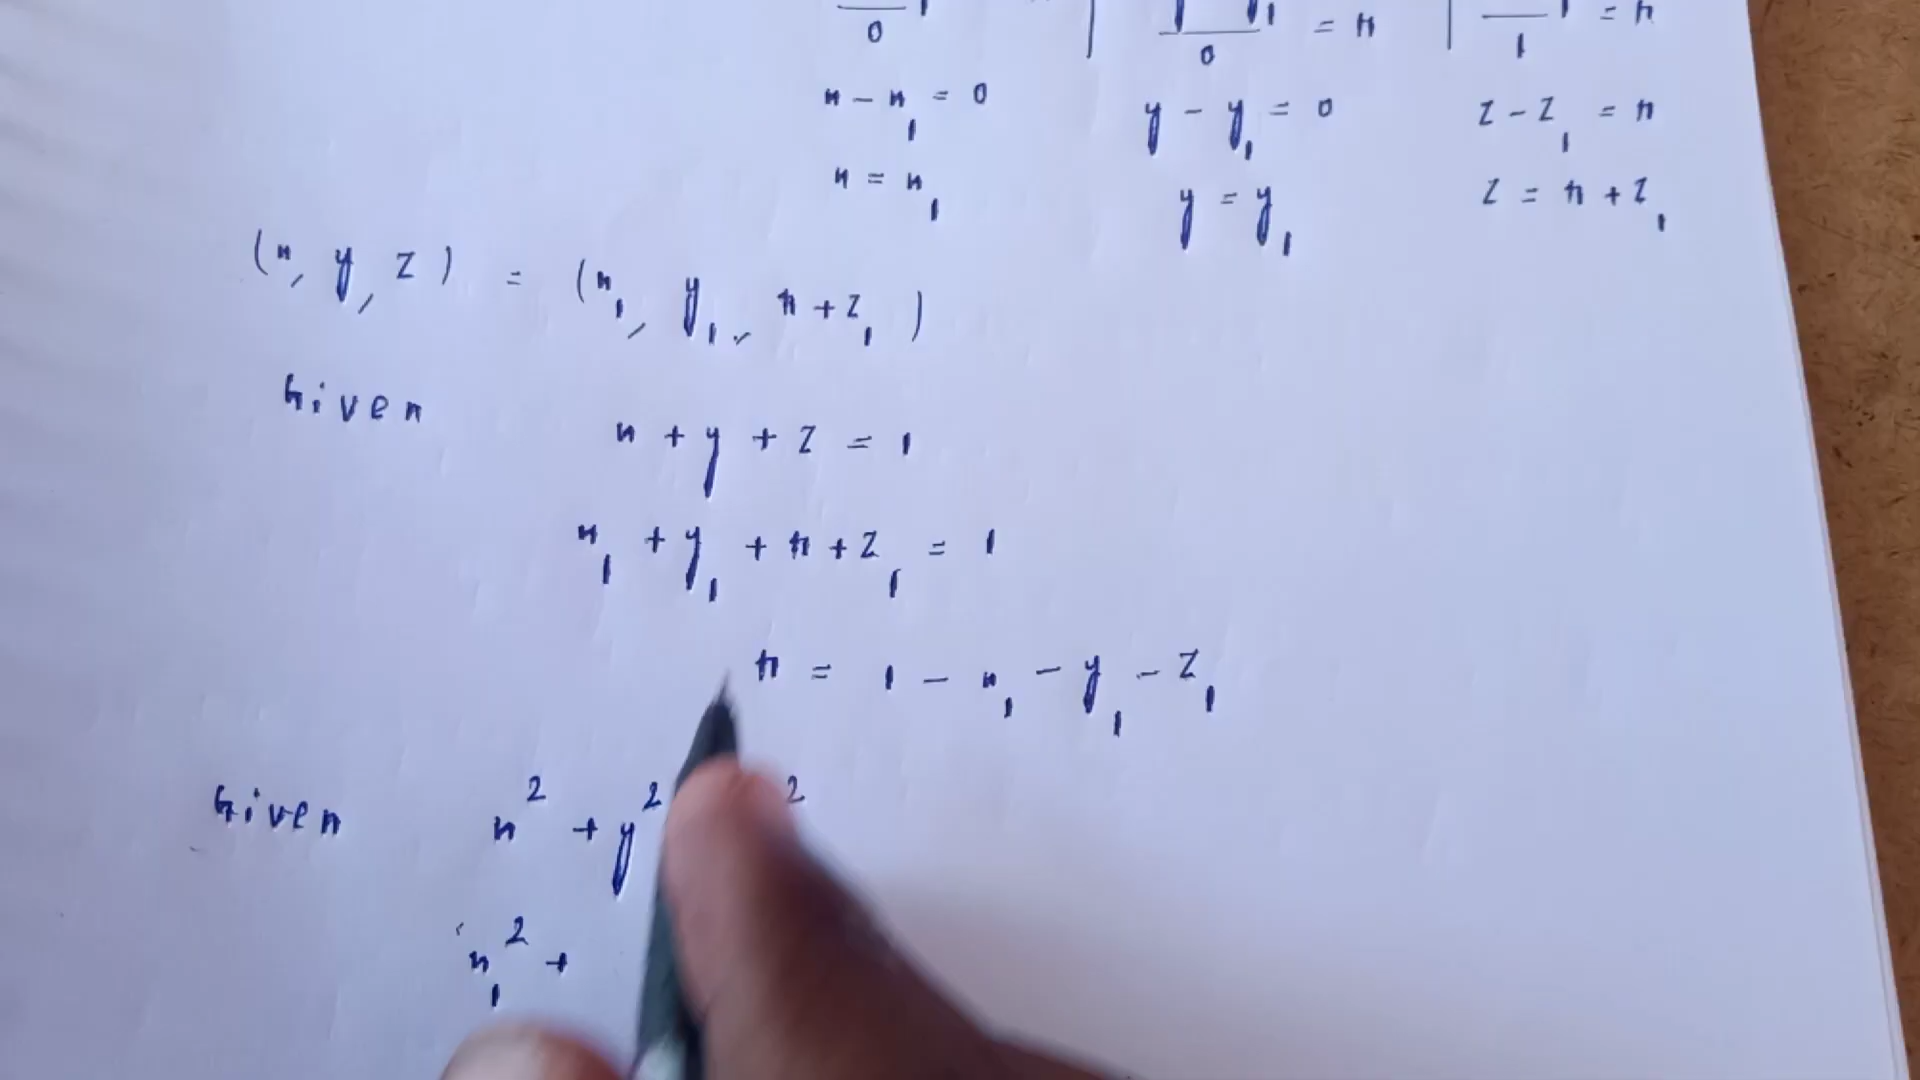 /0 | /0 = r | /1 = r
x - x₁ = 0 y - y₁ = 0 z - z₁ = r
x = x₁ y = y₁ z = r + z₁
(x, y, z) = (x₁, y₁, r + z₁)
Given
x + y + z = 1
x₁ + y₁ + r + z₁ = 1
r = 1 - x₁ - y₁ - z₁
Given x² + y² ²
x₁² +